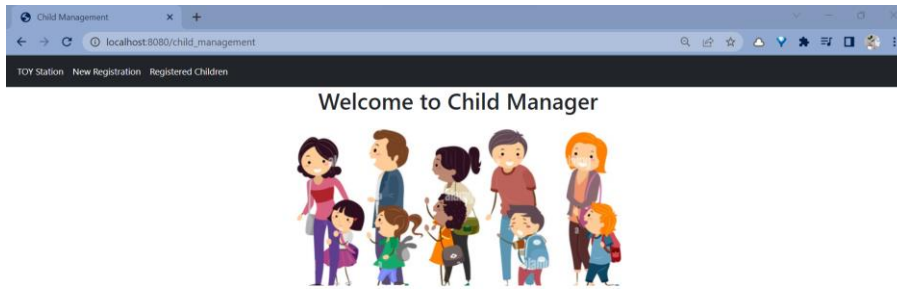 Child Management
localhost:8080/child_management
TOY Station New Registration Registered Children
Welcome to Child Manager